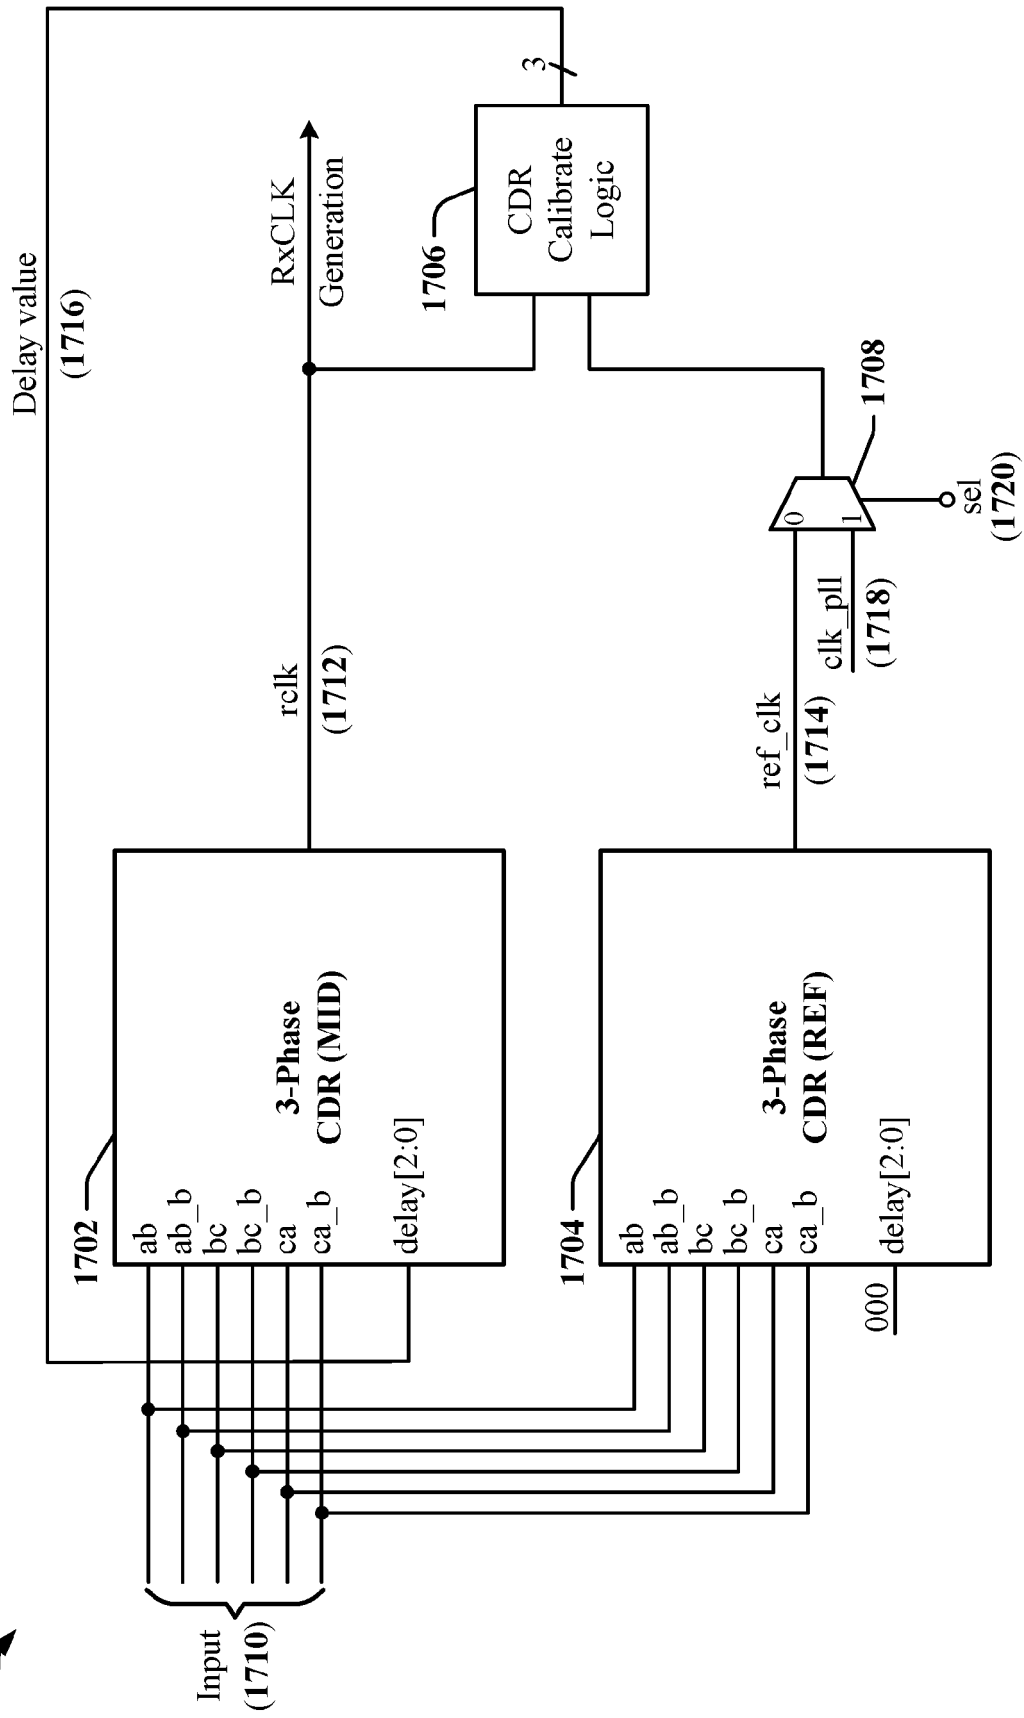 Delay value
(1716)
1702
ab
ab_b
bc
bc_b
ca
ca_b
delay[2:0]
3-Phase
CDR (MID)
Input
(1710)
rclk
(1712)
RxCLK
Generation
1706
CDR
Calibrate
Logic
3
1704
ab
ab_b
bc
bc_b
ca
ca_b
delay[2:0]
000
3-Phase
CDR (REF)
ref_clk
(1714)
clk_pll
(1718)
0
1
1708
sel
(1720)